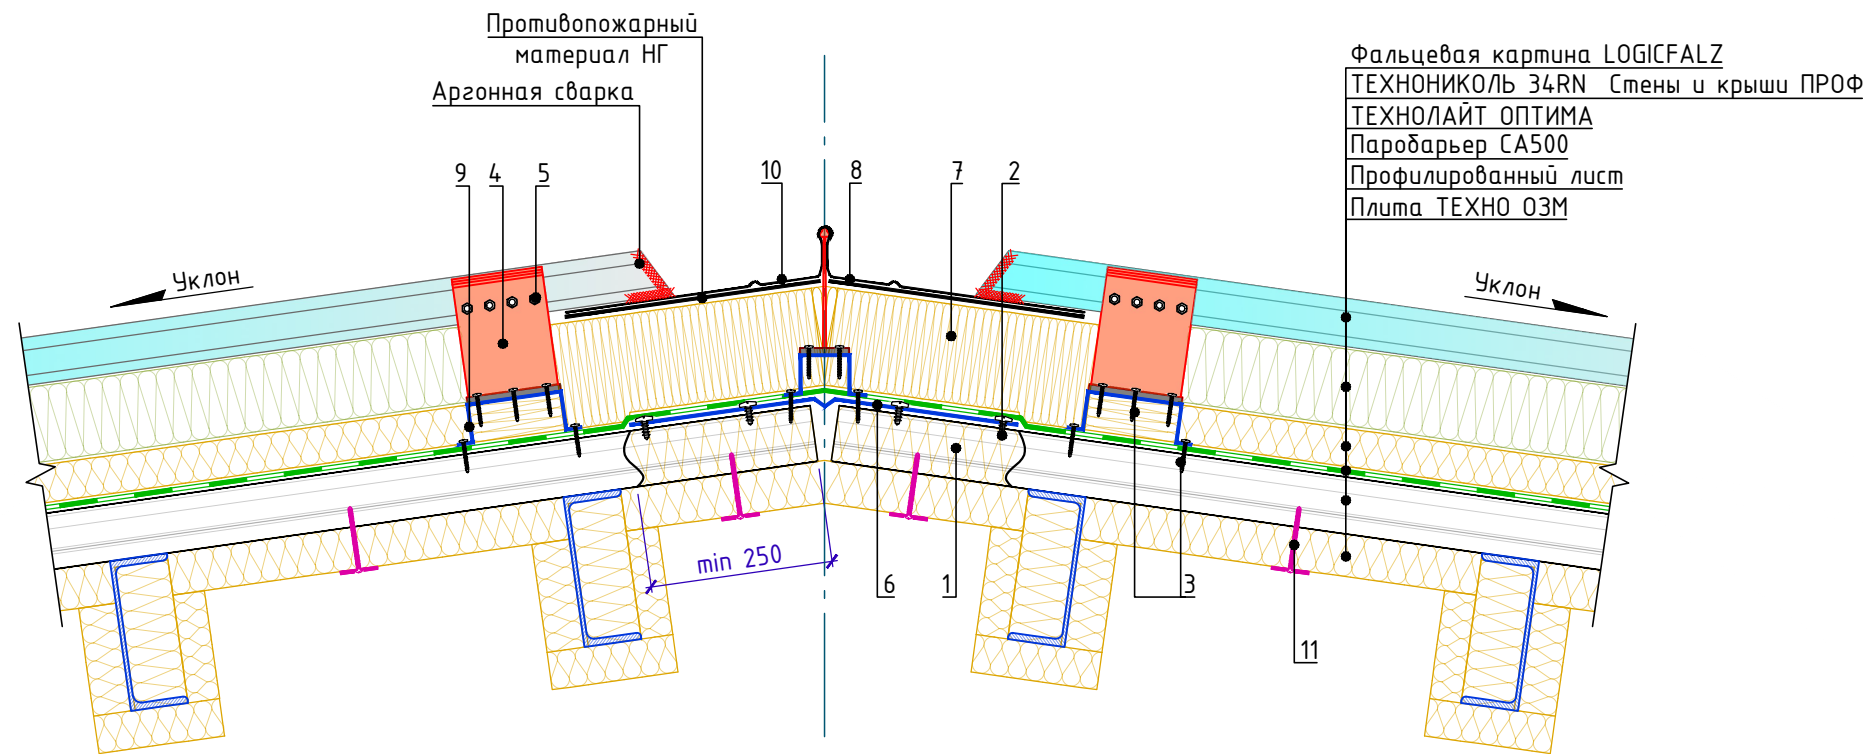 Противопожарный
материал НГ
Аргонная сварка
Фальцевая картина LOGICFALZ
ТЕХНОНИКОЛЬ 34RN Стены и крыши ПРОФ
ТЕХНОЛАЙТ ОПТИМА
Паробарьер СА500
Профилированный лист
Плита ТЕХНО ОЗМ
9 4 5 10 8 7 2
Уклон
Уклон
min 250
6 1 3
11